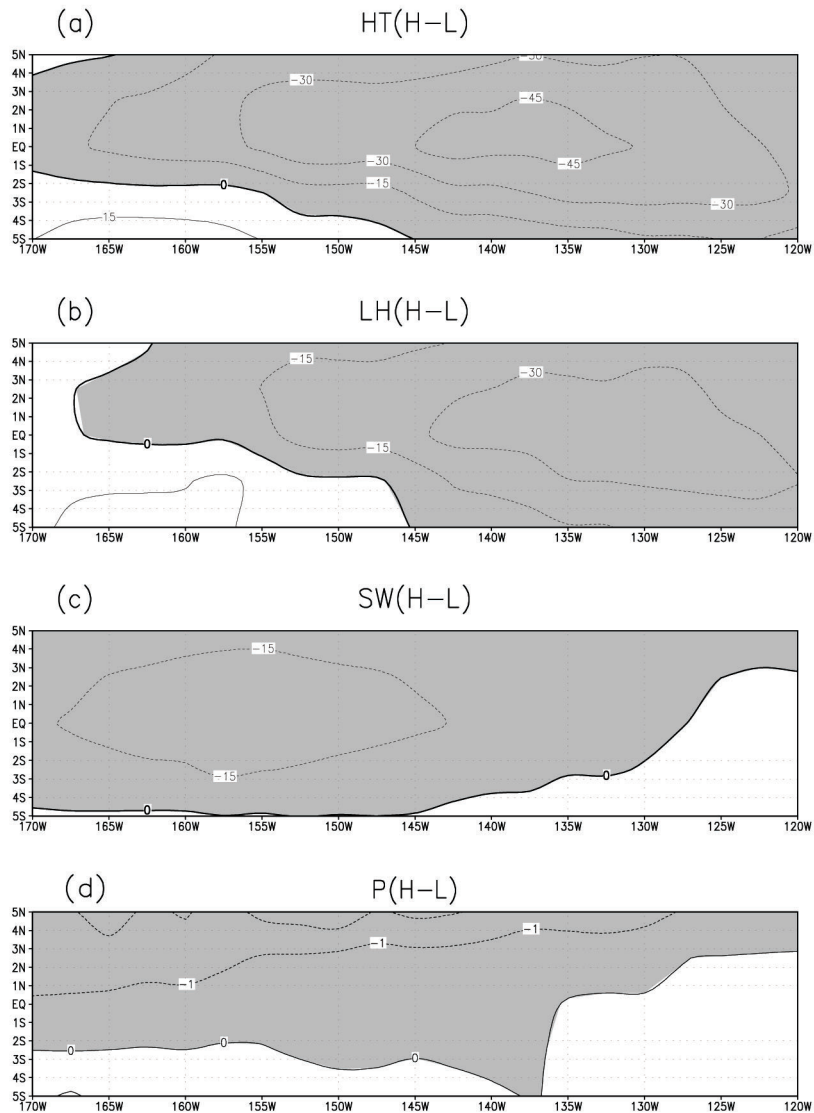 (a) HT(H−L)
5N
4N
3N
2N
1N
EQ
1S
2S
3S
4S
5S
−30
−30
−45
−45
−30
−15
−30
0
15
170W 165W 160W 155W 150W 145W 140W 135W 130W 125W 120W
(b) LH(H−L)
5N
4N
3N
2N
1N
EQ
1S
2S
3S
4S
5S
−15
−30
0
−15
15
170W 165W 160W 155W 150W 145W 140W 135W 130W 125W 120W
(c) SW(H−L)
5N
4N
3N
2N
1N
EQ
1S
2S
3S
4S
5S
−15
−15
0
0
170W 165W 160W 155W 150W 145W 140W 135W 130W 125W 120W
(d) P(H−L)
5N
4N
3N
2N
1N
EQ
1S
2S
3S
4S
5S
−1
−1
−1
0
0
0
170W 165W 160W 155W 150W 145W 140W 135W 130W 125W 120W